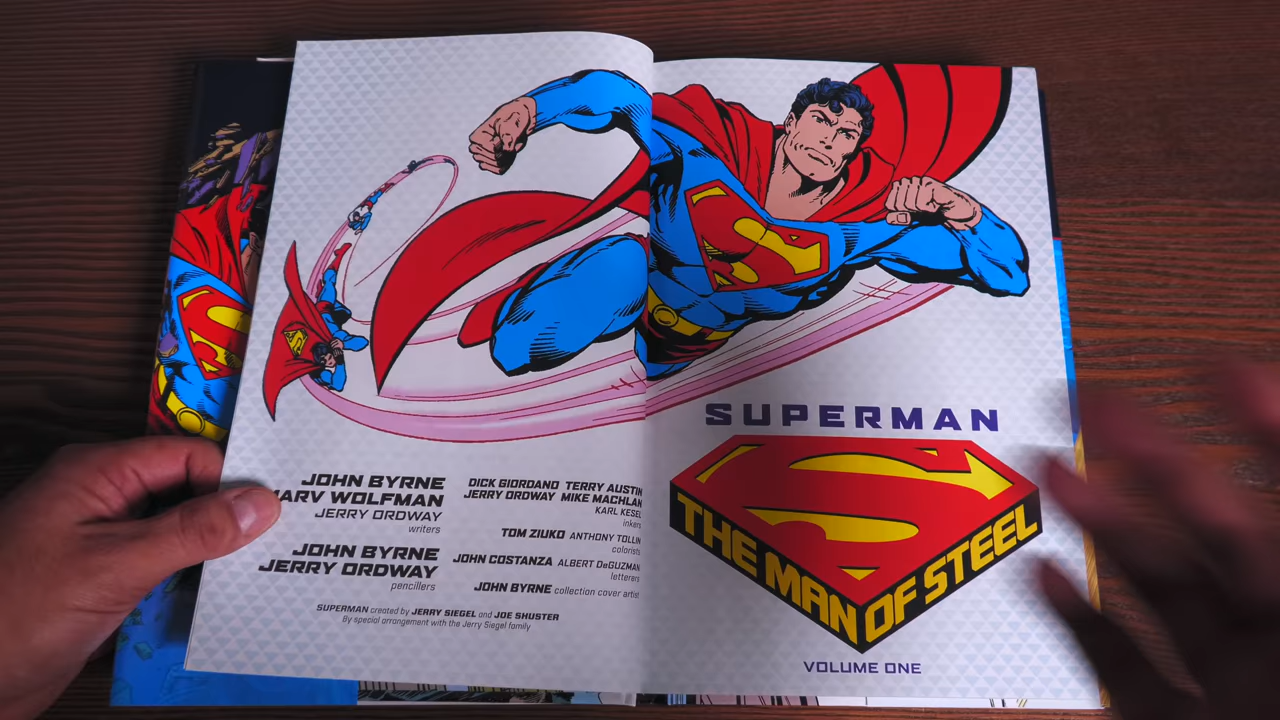 JOHN BYRNE
MARV WOLFMAN
JERRY ORDWAY
writers
JOHN BYRNE
JERRY ORDWAY
pencillers
DICK GIORDANO TERRY AUSTIN
JERRY ORDWAY MIKE MACHLAN
KARL KESEL
inkers
TOM ZIUKO ANTHONY TOLLIN
colorists
JOHN COSTANZA ALBERT DeGUZMAN
letterers
JOHN BYRNE collection cover artist
SUPERMAN created by JERRY SIEGEL and JOE SHUSTER
By special arrangement with the Jerry Siegel family
SUPERMAN
THE MAN OF STEEL
VOLUME ONE